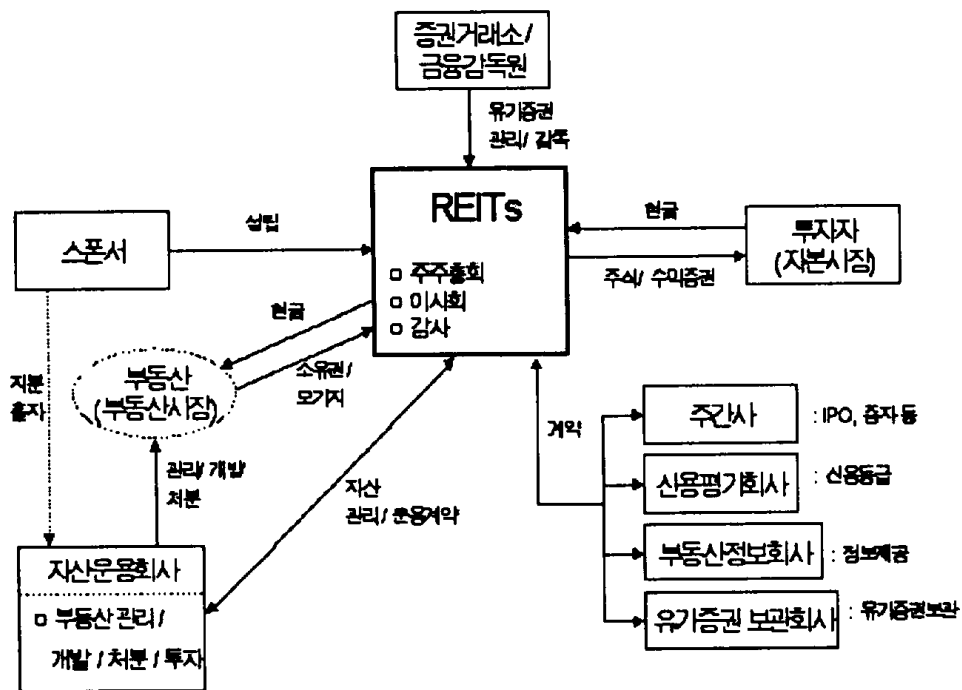 증권거래소 /
금융감독원
유가증권
관리/ 감독
REITs
설립
현금
스폰서
투자자
(자본시장)
주주총회
이사회
감사
주식/ 수익증권
현금
지분
출자
부동산
(부동산시장)
소유권/
모기지
계약
주간사
: IPO, 증자 등
관리/ 개발/
처분
자산
관리/ 운용계약
신용평가회사
: 신용등급
자산운용회사
부동산정보회사
: 정보제공
부동산 관리 /
개발 / 처분 / 투자
유가증권 보관회사
: 유가증권보관